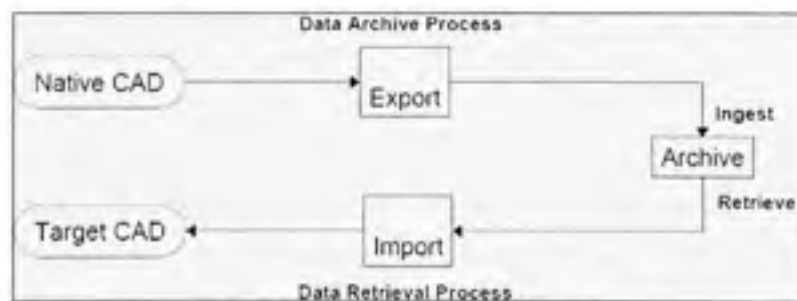 Data Archive Process
Native CAD
Export
Ingest
Archive
Retrieve
Target CAD
Import
Data Retrieval Process